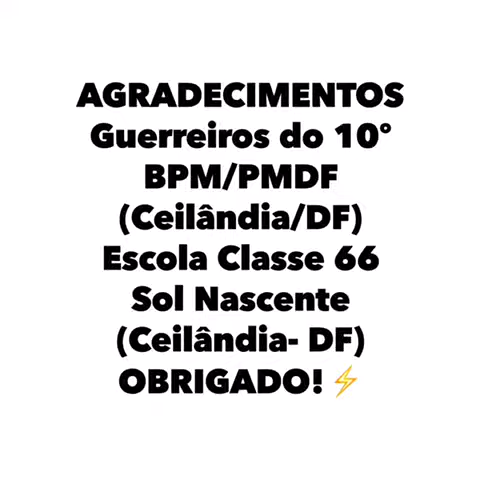 AGRADECIMENTOS
Guerreiros do 10°
BPM/PMDF
(Ceilândia/DF)
Escola Classe 66
Sol Nascente
(Ceilândia- DF)
OBRIGADO! ⚡